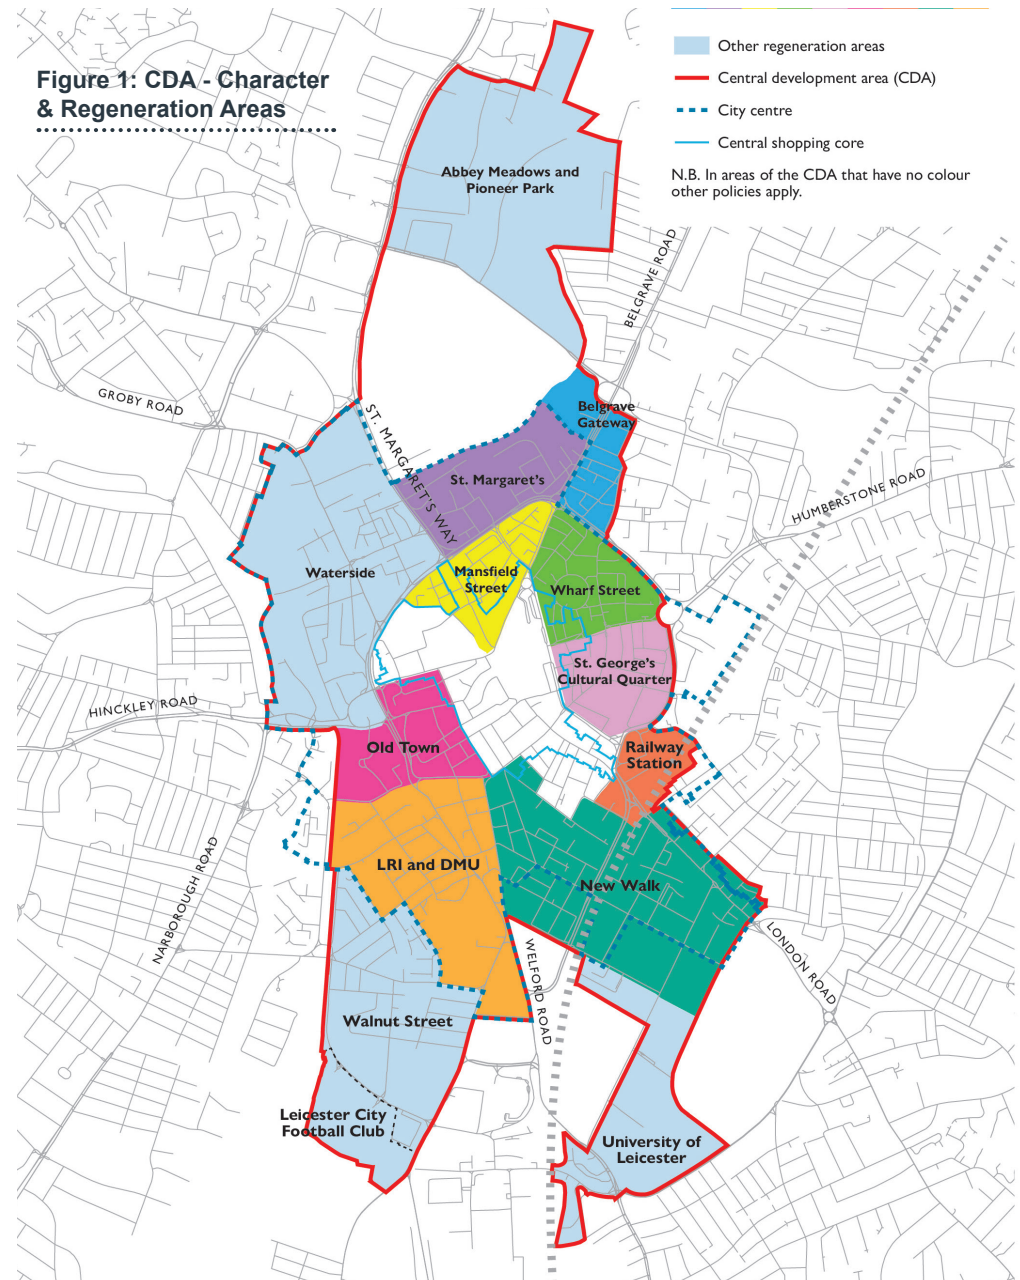 Figure 1: CDA - Character
& Regeneration Areas
Other regeneration areas
Central development area (CDA)
City centre
Central shopping core
N.B. In areas of the CDA that have no colour
other policies apply.
Abbey Meadows and
Pioneer Park
BELGRAVE ROAD
GROBY ROAD
ST. MARGARET'S WAY
Belgrave
Gateway
St. Margaret's
HUMBERSTONE ROAD
Waterside
Mansfield
Street
Wharf Street
St. George's
Cultural Quarter
HINCKLEY ROAD
Old Town
Railway
Station
LRI and DMU
New Walk
NARBOROUGH ROAD
WELFORD ROAD
LONDON ROAD
Walnut Street
Leicester City
Football Club
University of
Leicester